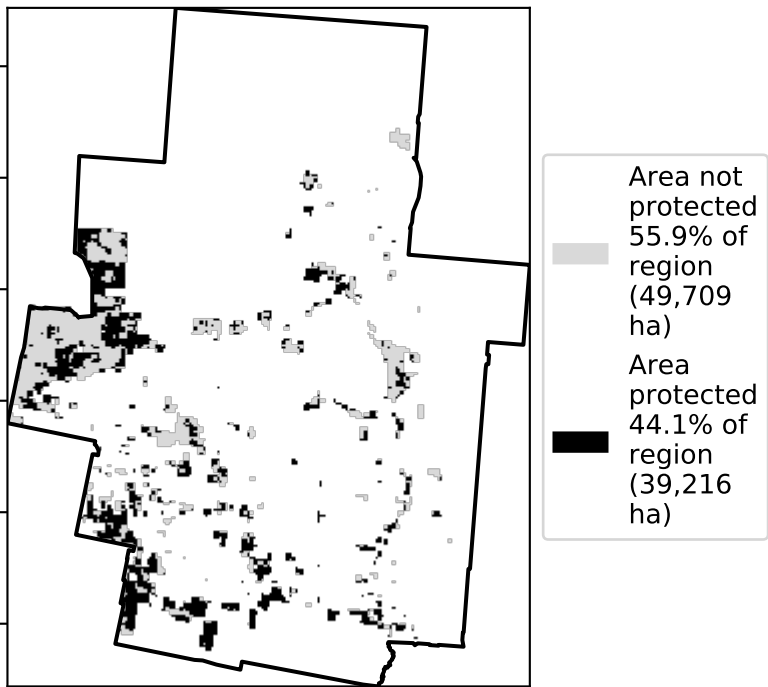 Area not
protected
55.9% of
region
(49,709
ha)
Area
protected
44.1% of
region
(39,216
ha)